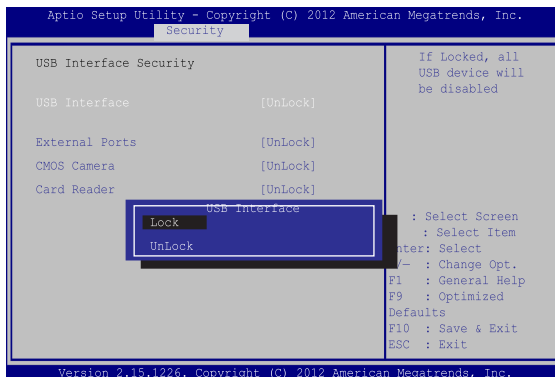 Aptio Setup Utility - Copyright (C) 2012 American Megatrends, Inc.
Security
USB Interface Security
USB Interface [UnLock]
External Ports [UnLock]
CMOS Camera [UnLock]
Card Reader [UnLock]
USB Interface
Lock
UnLock
If Locked, all
USB device will
be disabled
: Select Screen
: Select Item
nter: Select
/— : Change Opt.
F1 : General Help
F9 : Optimized
Defaults
F10 : Save & Exit
ESC : Exit
Version 2.15.1226. Copyright (C) 2012 American Megatrends, Inc.